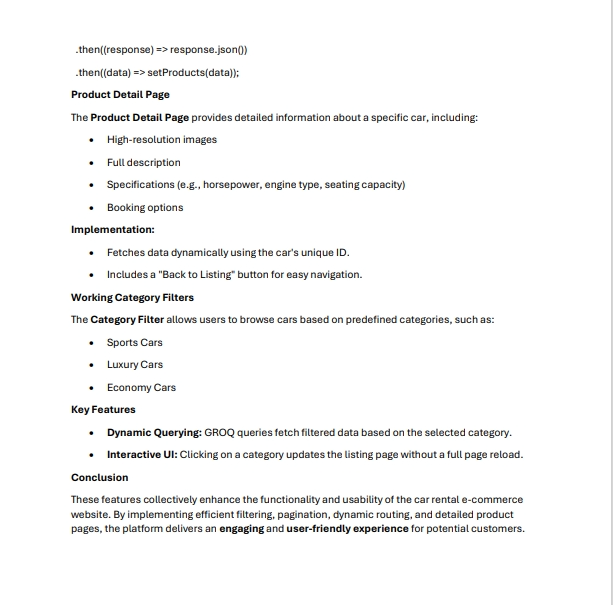 .then((response) => response.json())
.then((data) => setProducts(data));
Product Detail Page
The Product Detail Page provides detailed information about a specific car, including:
• High-resolution images
• Full description
• Specifications (e.g., horsepower, engine type, seating capacity)
• Booking options
Implementation:
• Fetches data dynamically using the car's unique ID.
• Includes a "Back to Listing" button for easy navigation.
Working Category Filters
The Category Filter allows users to browse cars based on predefined categories, such as:
• Sports Cars
• Luxury Cars
• Economy Cars
Key Features
• Dynamic Querying: GROQ queries fetch filtered data based on the selected category.
• Interactive UI: Clicking on a category updates the listing page without a full page reload.
Conclusion
These features collectively enhance the functionality and usability of the car rental e-commerce
website. By implementing efficient filtering, pagination, dynamic routing, and detailed product
pages, the platform delivers an engaging and user-friendly experience for potential customers.